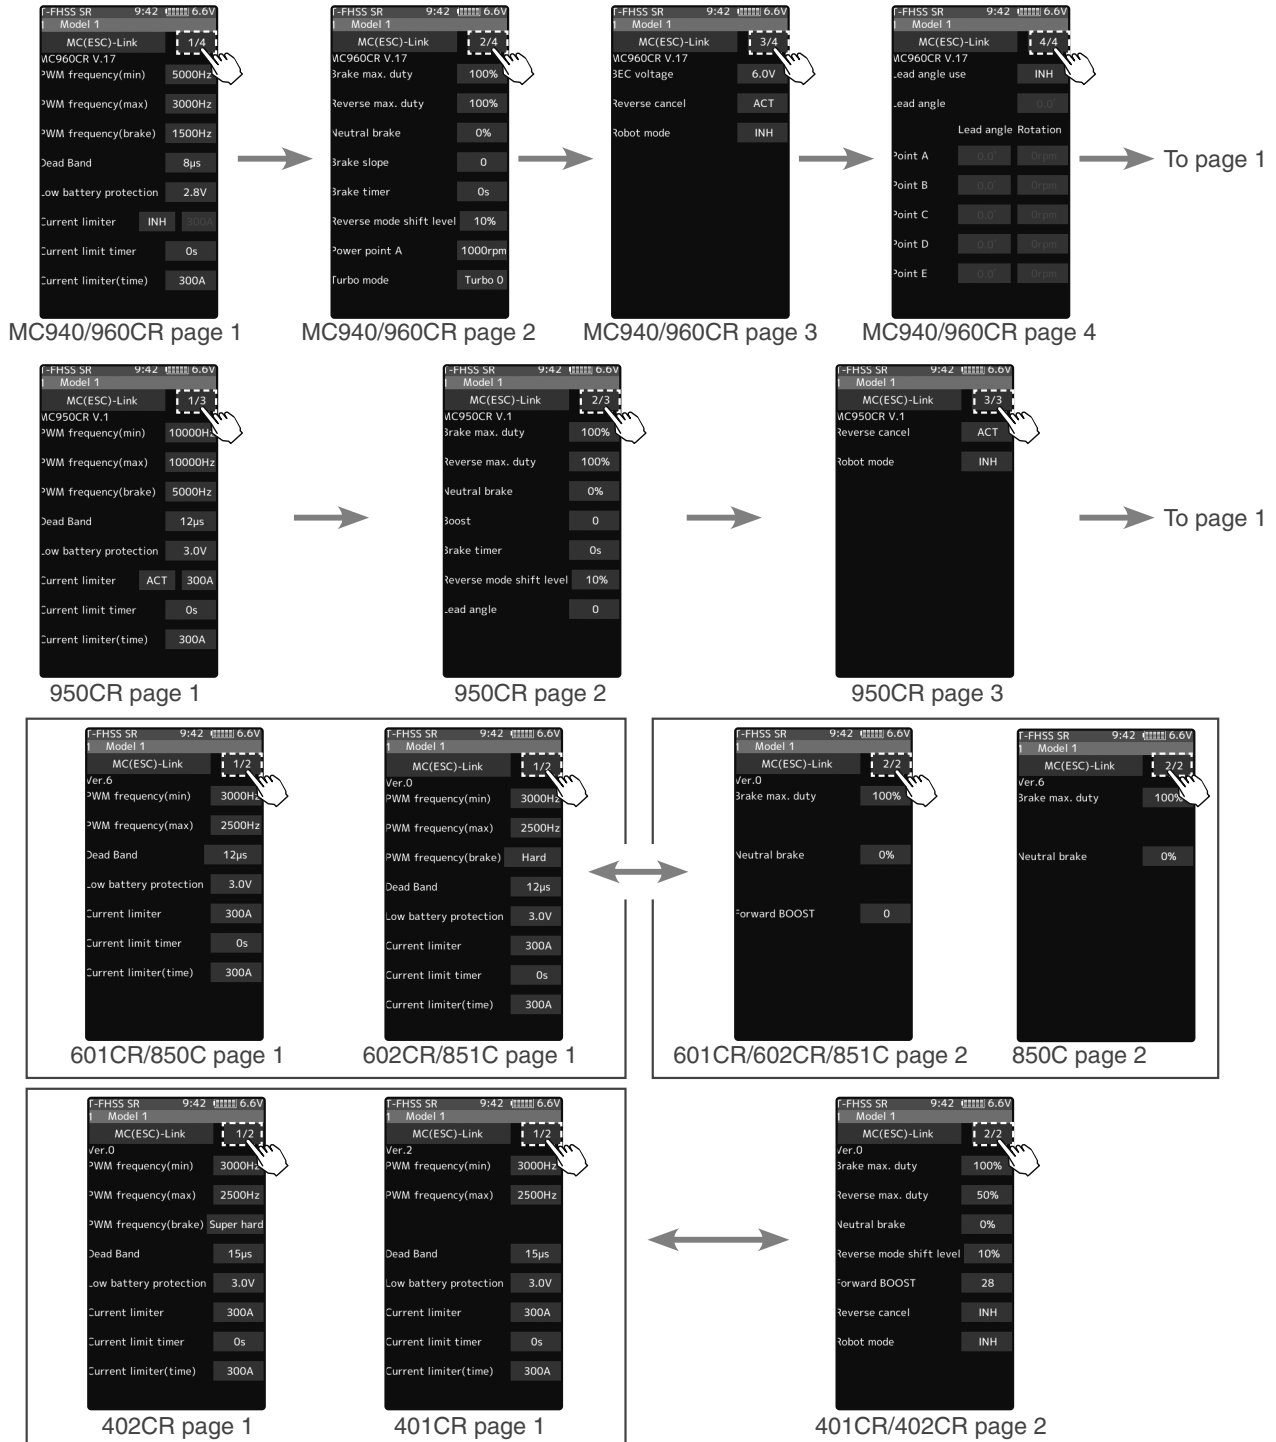 T-FHSS SR 9:42 6.6V
1 Model 1
MC(ESC)-Link 1/4
MC960CR V.17
PWM frequency(min) 5000Hz
PWM frequency(max) 3000Hz
PWM frequency(brake) 1500Hz
Dead Band 8µs
Low battery protection 2.8V
Current limiter INH 300A
Current limit timer 0s
Current limiter(time) 300A
MC940/960CR page 1
T-FHSS SR 9:42 6.6V
1 Model 1
MC(ESC)-Link 2/4
MC960CR V.17
Brake max. duty 100%
Reverse max. duty 100%
Neutral brake 0%
Brake slope 0
Brake timer 0s
Reverse mode shift level 10%
Power point A 1000rpm
Turbo mode Turbo 0
MC940/960CR page 2
T-FHSS SR 9:42 6.6V
1 Model 1
MC(ESC)-Link 3/4
MC960CR V.17
BEC voltage 6.0V
Reverse cancel ACT
Robot mode INH
MC940/960CR page 3
T-FHSS SR 9:42 6.6V
1 Model 1
MC(ESC)-Link 4/4
MC960CR V.17
Lead angle use INH
Lead angle 0.0°
Lead angle Rotation
Point A 0.0° 0rpm
Point B 0.0° 0rpm
Point C 0.0° 0rpm
Point D 0.0° 0rpm
Point E 0.0° 0rpm
MC940/960CR page 4
To page 1
T-FHSS SR 9:42 6.6V
1 Model 1
MC(ESC)-Link 1/3
MC950CR V.1
PWM frequency(min) 10000Hz
PWM frequency(max) 10000Hz
PWM frequency(brake) 5000Hz
Dead Band 12µs
Low battery protection 3.0V
Current limiter ACT 300A
Current limit timer 0s
Current limiter(time) 300A
950CR page 1
T-FHSS SR 9:42 6.6V
1 Model 1
MC(ESC)-Link 2/3
MC950CR V.1
Brake max. duty 100%
Reverse max. duty 100%
Neutral brake 0%
Boost 0
Brake timer 0s
Reverse mode shift level 10%
Lead angle 0
950CR page 2
T-FHSS SR 9:42 6.6V
1 Model 1
MC(ESC)-Link 3/3
MC950CR V.1
Reverse cancel ACT
Robot mode INH
950CR page 3
To page 1
T-FHSS SR 9:42 6.6V
1 Model 1
MC(ESC)-Link 1/2
Ver.6
PWM frequency(min) 3000Hz
PWM frequency(max) 2500Hz
Dead Band 12µs
Low battery protection 3.0V
Current limiter 300A
Current limit timer 0s
Current limiter(time) 300A
601CR/850C page 1
T-FHSS SR 9:42 6.6V
1 Model 1
MC(ESC)-Link 1/2
Ver.0
PWM frequency(min) 3000Hz
PWM frequency(max) 2500Hz
PWM frequency(brake) Hard
Dead Band 12µs
Low battery protection 3.0V
Current limiter 300A
Current limit timer 0s
Current limiter(time) 300A
602CR/851C page 1
T-FHSS SR 9:42 6.6V
1 Model 1
MC(ESC)-Link 2/2
Ver.0
Brake max. duty 100%
Neutral brake 0%
Forward BOOST 0
601CR/602CR/851C page 2
T-FHSS SR 9:42 6.6V
1 Model 1
MC(ESC)-Link 2/2
Ver.6
Brake max. duty 100%
Neutral brake 0%
850C page 2
T-FHSS SR 9:42 6.6V
1 Model 1
MC(ESC)-Link 1/2
Ver.0
PWM frequency(min) 3000Hz
PWM frequency(max) 2500Hz
PWM frequency(brake) Super hard
Dead Band 15µs
Low battery protection 3.0V
Current limiter 300A
Current limit timer 0s
Current limiter(time) 300A
402CR page 1
T-FHSS SR 9:42 6.6V
1 Model 1
MC(ESC)-Link 1/2
Ver.2
PWM frequency(min) 3000Hz
PWM frequency(max) 2500Hz
Dead Band 15µs
Low battery protection 3.0V
Current limiter 300A
Current limit timer 0s
Current limiter(time) 300A
401CR page 1
T-FHSS SR 9:42 6.6V
1 Model 1
MC(ESC)-Link 2/2
Ver.0
Brake max. duty 100%
Reverse max. duty 50%
Neutral brake 0%
Reverse mode shift level 10%
Forward BOOST 28
Reverse cancel INH
Robot mode INH
401CR/402CR page 2